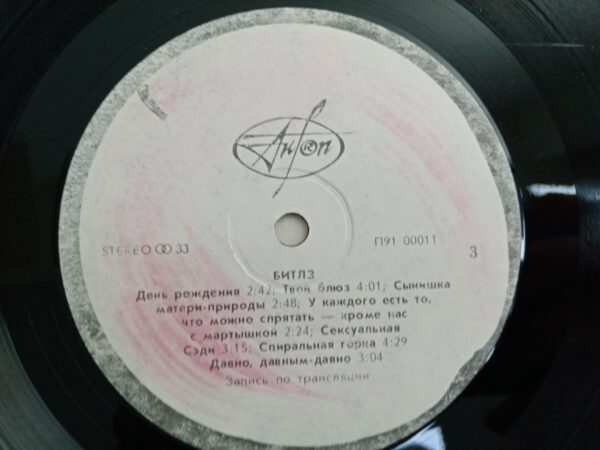 АнТроп
STEREO 33
П91 00011
3
БИТЛЗ
День рождения 2:42; Твой блюз 4:01; Сынишка
матери-природы 2:48; У каждого есть то,
что можно спрятать — кроме нас
с мартышкой 2:24; Сексуальная
Сэди 3:15; Спиральная горка 4:29
Давно, давным-давно 3:04
Запись по трансляции